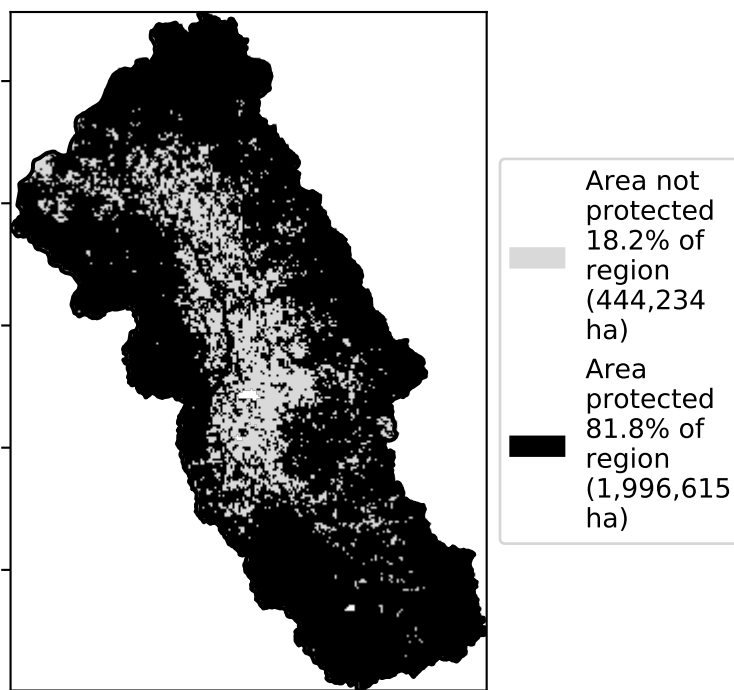 Area not
protected
18.2% of
region
(444,234
ha)
Area
protected
81.8% of
region
(1,996,615
ha)